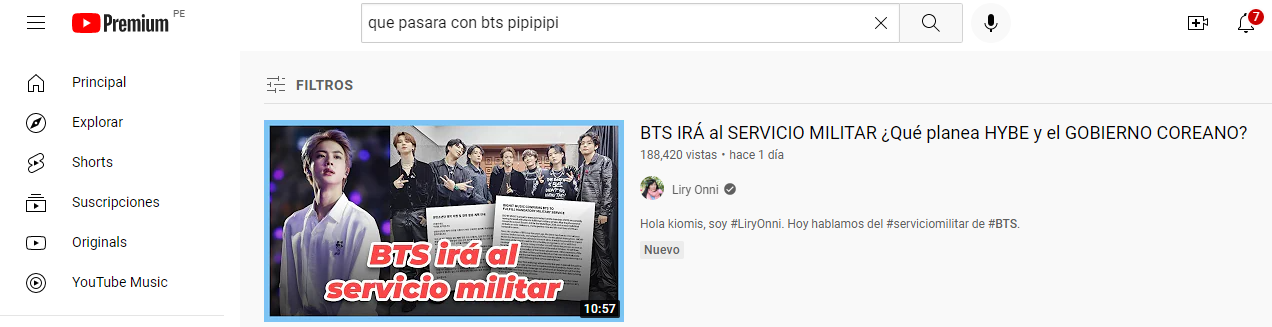 Premium PE
que pasara con bts pipipipi
7
Principal
Explorar
Shorts
Suscripciones
Originals
YouTube Music
FILTROS
BTS irá al
servicio militar
10:57
BTS IRÁ al SERVICIO MILITAR ¿Qué planea HYBE y el GOBIERNO COREANO?
188,420 vistas • hace 1 día
Liry Onni
Hola kiomis, soy #LiryOnni. Hoy hablamos del #serviciomilitar de #BTS.
Nuevo